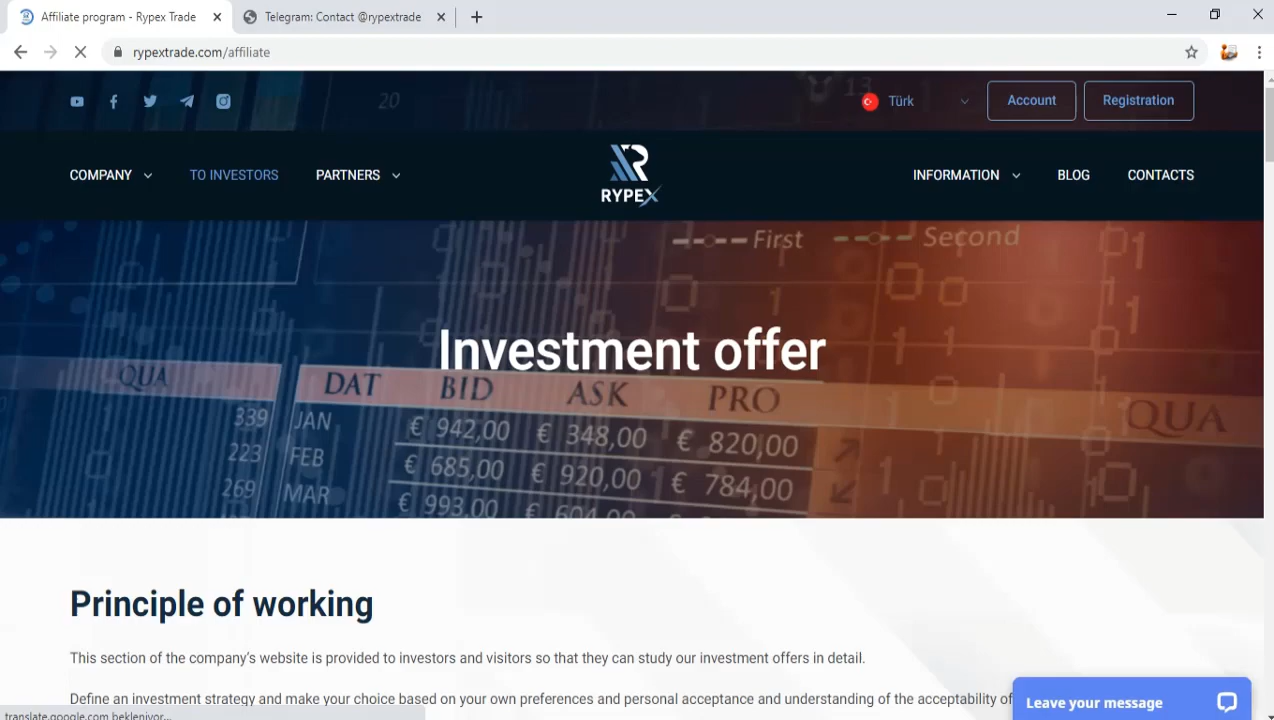 Affiliate program - Rypex Trade
Telegram: Contact @rypextrade
rypextrade.com/affiliate
20
13
Türk
Account
Registration
COMPANY
TO INVESTORS
PARTNERS
RYPEX
INFORMATION
BLOG
CONTACTS
First
Second
Investment offer
QUA
DAT
BID
ASK
PRO
QUA
339
JAN
€ 942,00
€ 348,00
€ 820,00
223
FEB
€ 685,00
€ 920,00
€ 784,00
269
MAR
€ 993,00
€ 604,00
Principle of working
This section of the company's website is provided to investors and visitors so that they can study our investment offers in detail.
Define an investment strategy and make your choice based on your own preferences and personal acceptance and understanding of the acceptability of
Leave your message
translate.google.com bekleniyor...